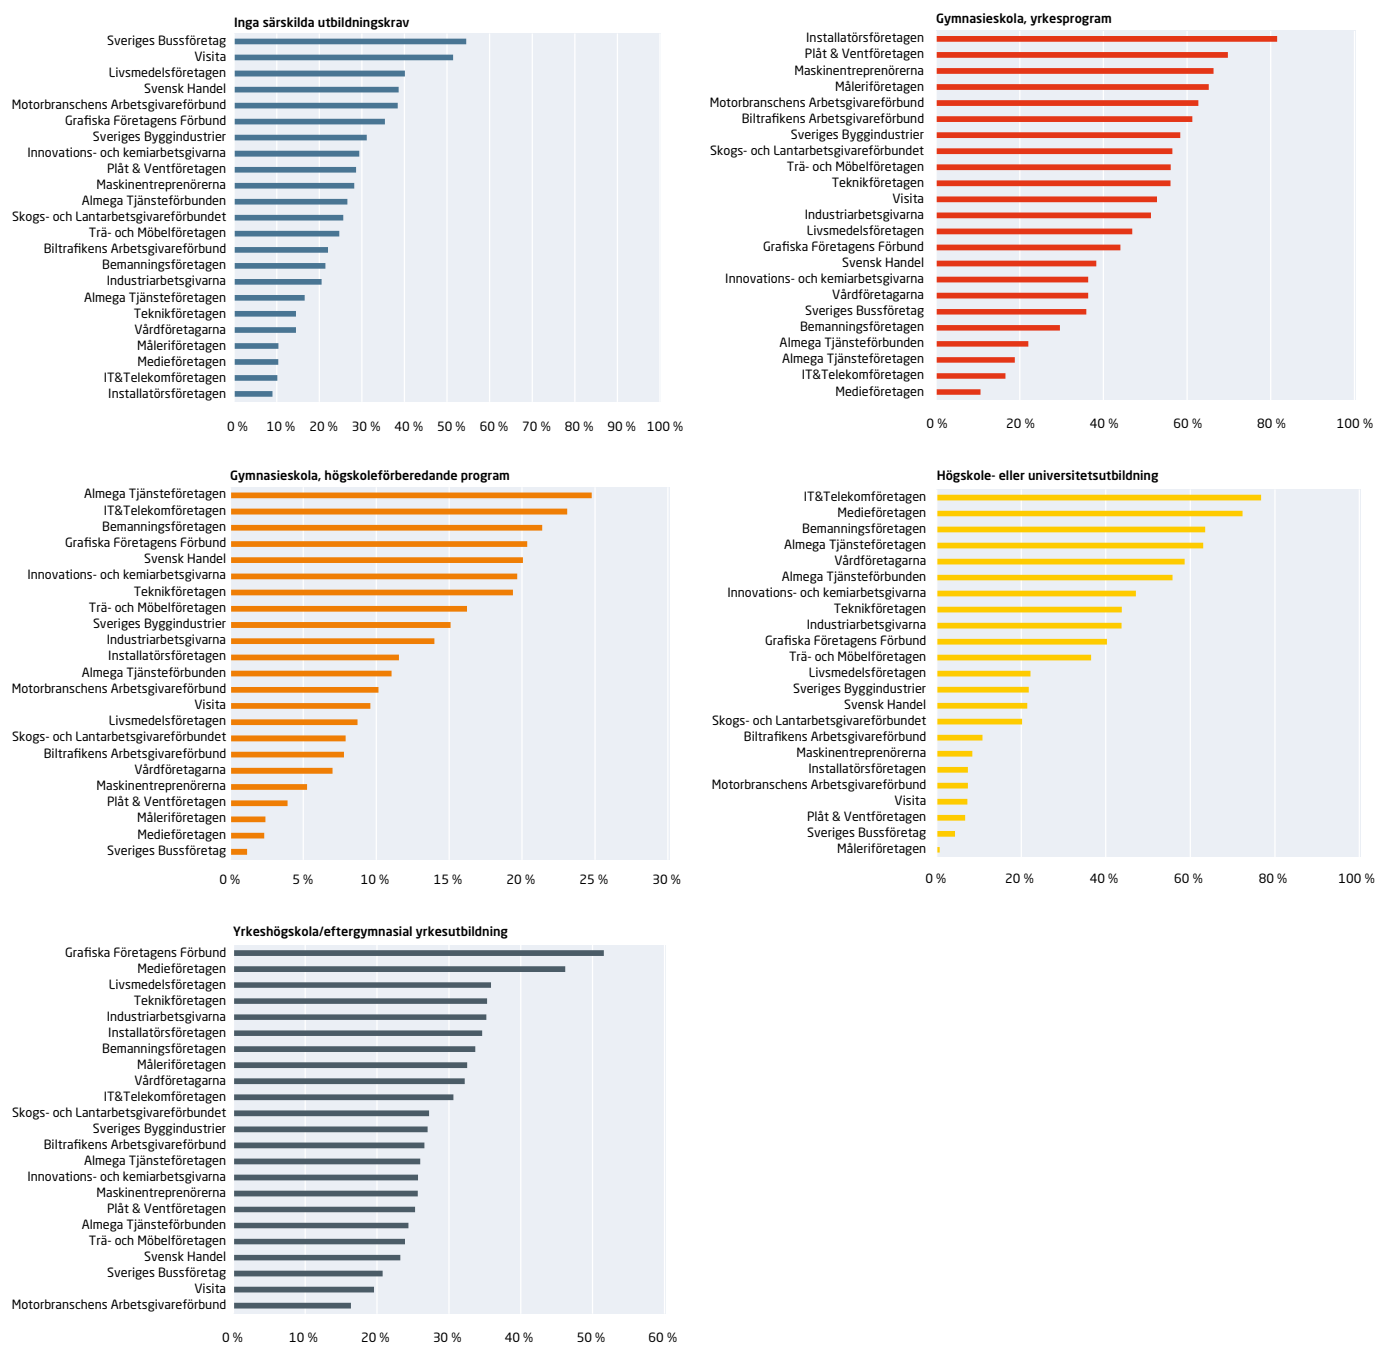 Inga särskilda utbildningskrav
Sveriges Bussföretag
Visita
Livsmedelsföretagen
Svensk Handel
Motorbranschens Arbetsgivareförbund
Grafiska Företagens Förbund
Sveriges Byggindustrier
Innovations- och kemiarbetsgivarna
Plåt & Ventföretagen
Maskinentreprenörerna
Almega Tjänsteförbunden
Skogs- och Lantarbetsgivareförbundet
Trä- och Möbelföretagen
Biltrafikens Arbetsgivareförbund
Bemanningsföretagen
Industriarbetsgivarna
Almega Tjänsteföretagen
Teknikföretagen
Vårdföretagarna
Måleriföretagen
Medieföretagen
IT&Telekomföretagen
Installatörsföretagen
0 % 10 % 20 % 30 % 40 % 50 % 60 % 70 % 80 % 90 % 100 %
Gymnasieskola, yrkesprogram
Installatörsföretagen
Plåt & Ventföretagen
Maskinentreprenörerna
Måleriföretagen
Motorbranschens Arbetsgivareförbund
Biltrafikens Arbetsgivareförbund
Sveriges Byggindustrier
Skogs- och Lantarbetsgivareförbundet
Trä- och Möbelföretagen
Teknikföretagen
Visita
Industriarbetsgivarna
Livsmedelsföretagen
Grafiska Företagens Förbund
Svensk Handel
Innovations- och kemiarbetsgivarna
Vårdföretagarna
Sveriges Bussföretag
Bemanningsföretagen
Almega Tjänsteförbunden
Almega Tjänsteföretagen
IT&Telekomföretagen
Medieföretagen
0 % 20 % 40 % 60 % 80 % 100 %
Gymnasieskola, högskoleförberedande program
Almega Tjänsteföretagen
IT&Telekomföretagen
Bemanningsföretagen
Grafiska Företagens Förbund
Svensk Handel
Innovations- och kemiarbetsgivarna
Teknikföretagen
Trä- och Möbelföretagen
Sveriges Byggindustrier
Industriarbetsgivarna
Installatörsföretagen
Almega Tjänsteförbunden
Motorbranschens Arbetsgivareförbund
Visita
Livsmedelsföretagen
Skogs- och Lantarbetsgivareförbundet
Biltrafikens Arbetsgivareförbund
Vårdföretagarna
Maskinentreprenörerna
Plåt & Ventföretagen
Måleriföretagen
Medieföretagen
Sveriges Bussföretag
0 % 5 % 10 % 15 % 20 % 25 % 30 %
Högskole- eller universitetsutbildning
IT&Telekomföretagen
Medieföretagen
Bemanningsföretagen
Almega Tjänsteföretagen
Vårdföretagarna
Almega Tjänsteförbunden
Innovations- och kemiarbetsgivarna
Teknikföretagen
Industriarbetsgivarna
Grafiska Företagens Förbund
Trä- och Möbelföretagen
Livsmedelsföretagen
Sveriges Byggindustrier
Svensk Handel
Skogs- och Lantarbetsgivareförbundet
Biltrafikens Arbetsgivareförbund
Maskinentreprenörerna
Installatörsföretagen
Motorbranschens Arbetsgivareförbund
Visita
Plåt & Ventföretagen
Sveriges Bussföretag
Måleriföretagen
0 % 20 % 40 % 60 % 80 % 100 %
Yrkeshögskola/eftergymnasial yrkesutbildning
Grafiska Företagens Förbund
Medieföretagen
Livsmedelsföretagen
Teknikföretagen
Industriarbetsgivarna
Installatörsföretagen
Bemanningsföretagen
Måleriföretagen
Vårdföretagarna
IT&Telekomföretagen
Skogs- och Lantarbetsgivareförbundet
Sveriges Byggindustrier
Biltrafikens Arbetsgivareförbund
Almega Tjänsteföretagen
Innovations- och kemiarbetsgivarna
Maskinentreprenörerna
Plåt & Ventföretagen
Almega Tjänsteförbunden
Trä- och Möbelföretagen
Svensk Handel
Sveriges Bussföretag
Visita
Motorbranschens Arbetsgivareförbund
0 % 10 % 20 % 30 % 40 % 50 % 60 %